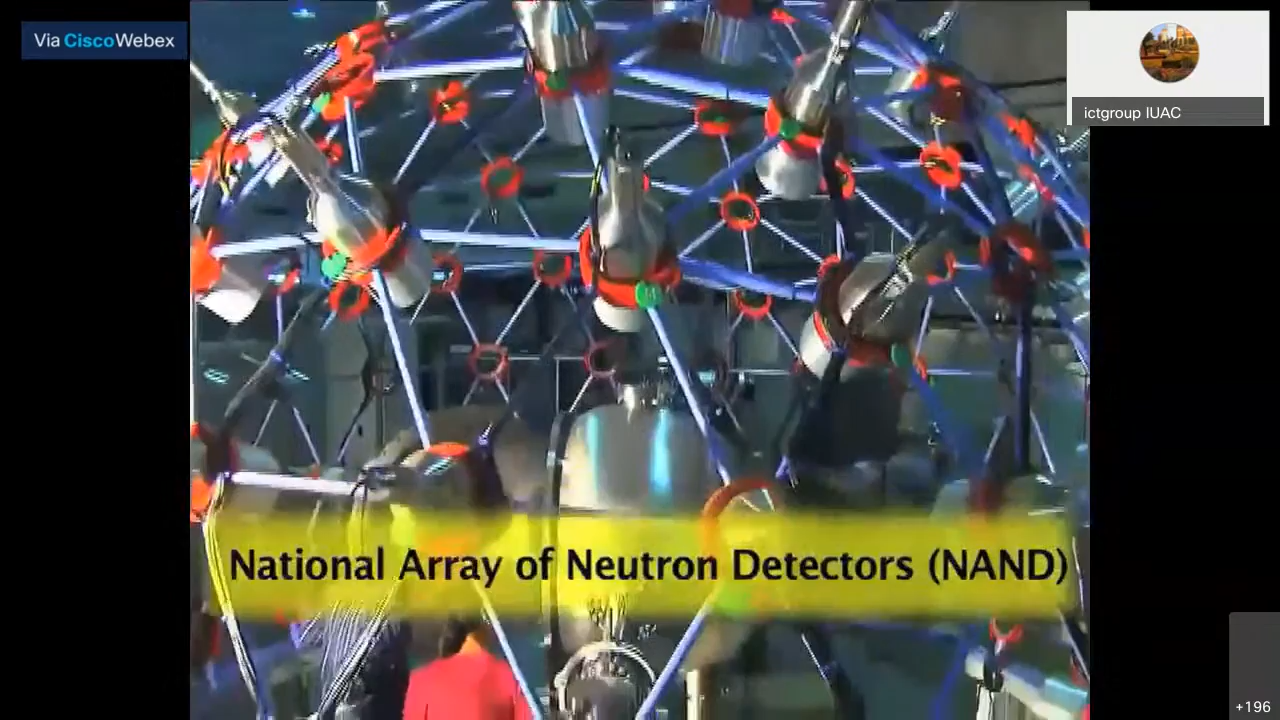 Via CiscoWebex
ictgroup IUAC
National Array of Neutron Detectors (NAND)
+196